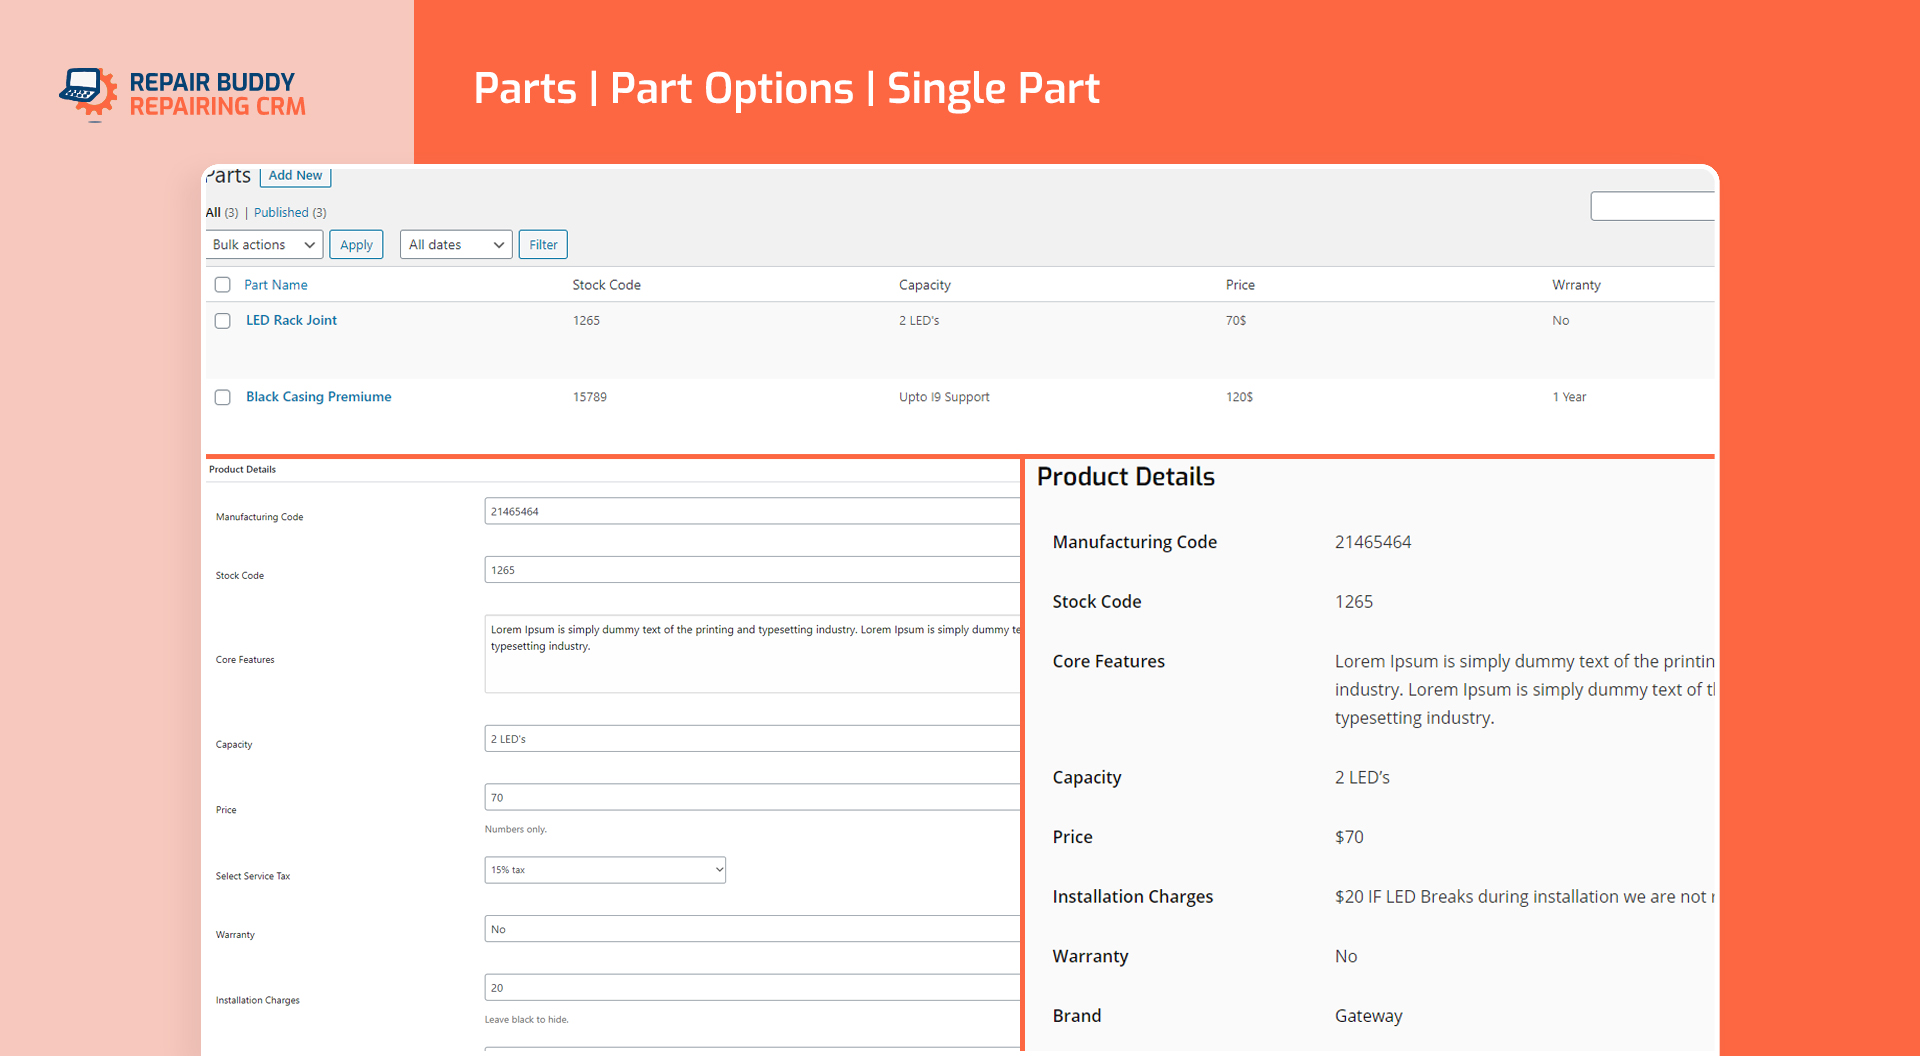 REPAIR BUDDY
REPAIRING CRM
Parts | Part Options | Single Part
Parts Add New
All (3) | Published (3)
Bulk actions Apply All dates Filter
Part Name Stock Code Capacity Price Wrranty
LED Rack Joint 1265 2 LED's 70$ No
Black Casing Premiume 15789 Upto I9 Support 120$ 1 Year
Product Details
Manufacturing Code 21465464
Stock Code 1265
Core Features Lorem Ipsum is simply dummy text of the printing and typesetting industry. Lorem Ipsum is simply dummy te
typesetting industry.
Capacity 2 LED's
Price 70
Numbers only.
Select Service Tax 15% tax
Warranty No
Installation Charges 20
Leave black to hide.
Product Details
Manufacturing Code 21465464
Stock Code 1265
Core Features Lorem Ipsum is simply dummy text of the printin
industry. Lorem Ipsum is simply dummy text of
typesetting industry.
Capacity 2 LED’s
Price $70
Installation Charges $20 IF LED Breaks during installation we are not
Warranty No
Brand Gateway